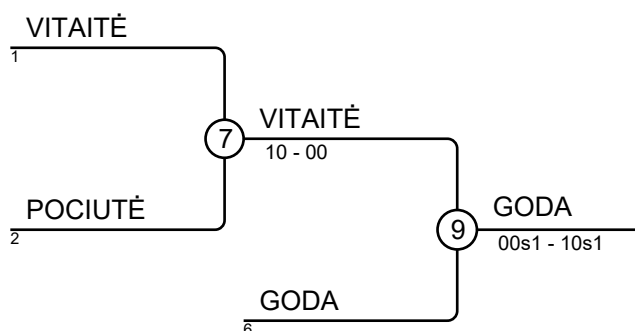 VITAITĖ
1
7
VITAITĖ
10 - 00
POCIUTĖ
2
9
GODA
00s1 - 10s1
GODA
6